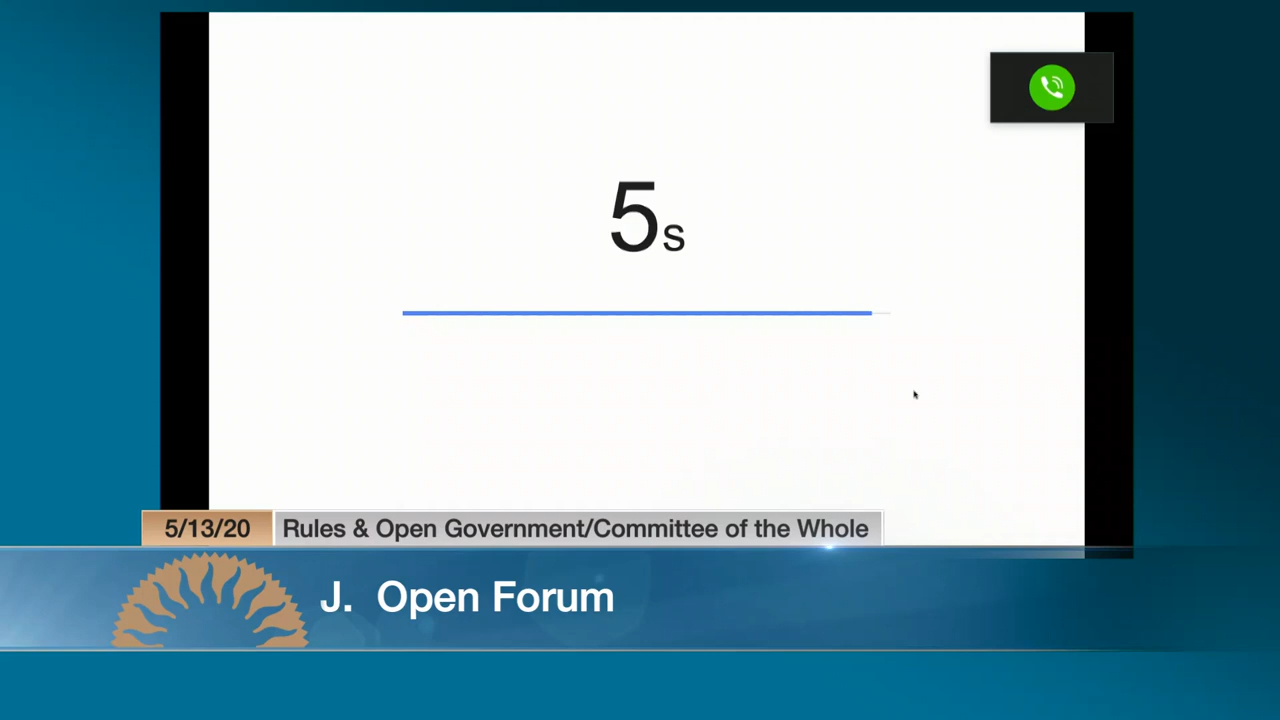 5s
5/13/20 Rules & Open Government/Committee of the Whole
J. Open Forum